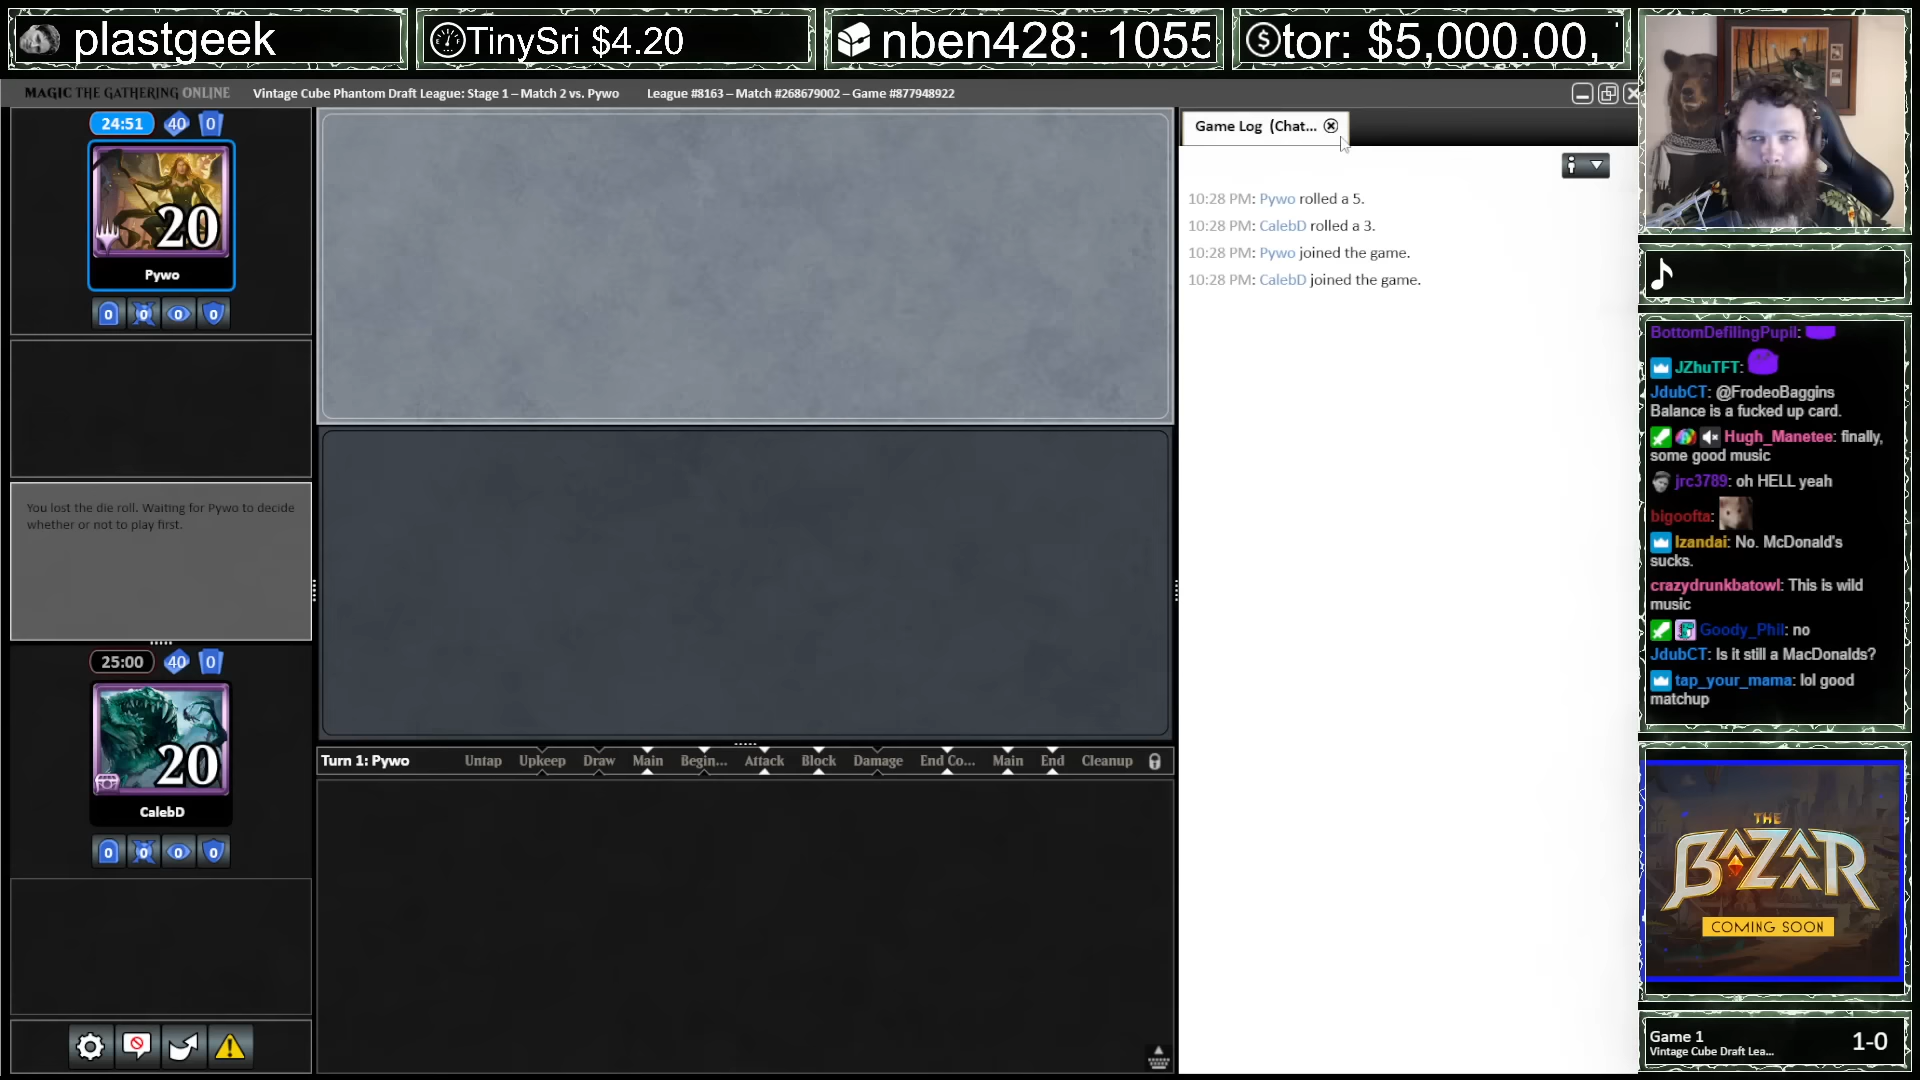 plastgeek
TinySri $4.20
nben428: 1055
tor: $5,000.00,
MAGIC THE GATHERING ONLINE
Vintage Cube Phantom Draft League: Stage 1 – Match 2 vs. Pywo
League #8163 – Match #268679002 – Game #877948922
24:51
40
0
20
Pywo
0
0
0
0
You lost the die roll. Waiting for Pywo to decide
whether or not to play first.
25:00
40
0
20
CalebD
0
0
0
0
Turn 1: Pywo
Untap
Upkeep
Draw
Main
Begin...
Attack
Block
Damage
End Co...
Main
End
Cleanup
Game Log (Chat...
10:28 PM: Pywo rolled a 5.
10:28 PM: CalebD rolled a 3.
10:28 PM: Pywo joined the game.
10:28 PM: CalebD joined the game.
BottomDefilingPupil:
JZhuTFT:
JdubCT: @FrodeoBaggins
Balance is a fucked up card.
Hugh_Manetee: finally,
some good music
jrc3789: oh HELL yeah
bigoofta:
Izandai: No. McDonald's
sucks.
crazydrunkbatowl: This is wild
music
Goody_Phil: no
JdubCT: Is it still a MacDonalds?
tap_your_mama: lol good
matchup
THE
BAZAAR
COMING SOON
Game 1
Vintage Cube Draft Lea...
1-0